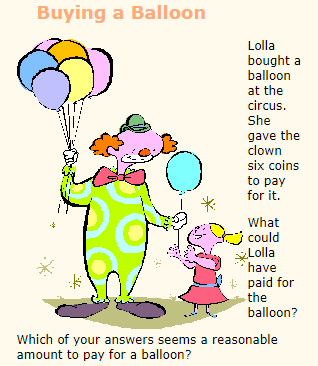 Buying a Balloon
Lolla
bought a
balloon
at the
circus.
She
gave the
clown
six coins
to pay
for it.
What
could
Lolla
have
paid for
the
balloon?
Which of your answers seems a reasonable
amount to pay for a balloon?